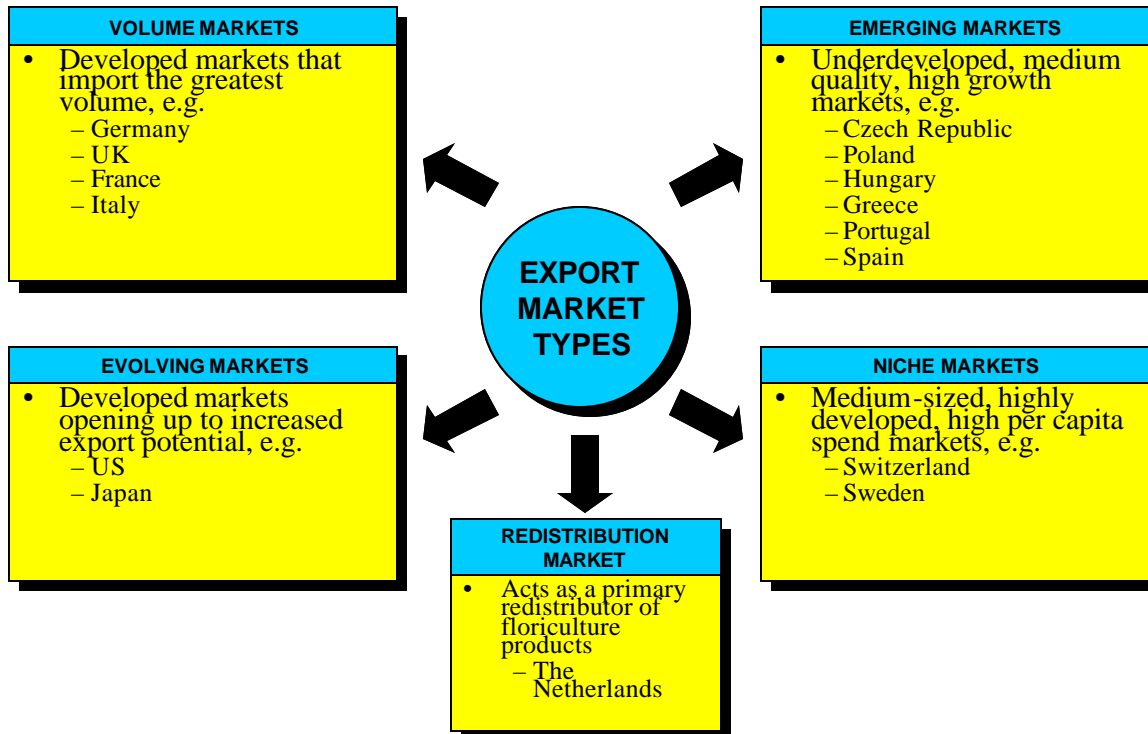 VOLUME MARKETS
• Developed markets that
import the greatest
volume, e.g.
– Germany
– UK
– France
– Italy
EMERGING MARKETS
• Underdeveloped, medium
quality, high growth
markets, e.g.
– Czech Republic
– Poland
– Hungary
– Greece
– Portugal
– Spain
EXPORT
MARKET
TYPES
EVOLVING MARKETS
• Developed markets
opening up to increased
export potential, e.g.
– US
– Japan
NICHE MARKETS
• Medium-sized, highly
developed, high per capita
spend markets, e.g.
– Switzerland
– Sweden
REDISTRIBUTION
MARKET
• Acts as a primary
redistributor of
floriculture
products
– The
Netherlands